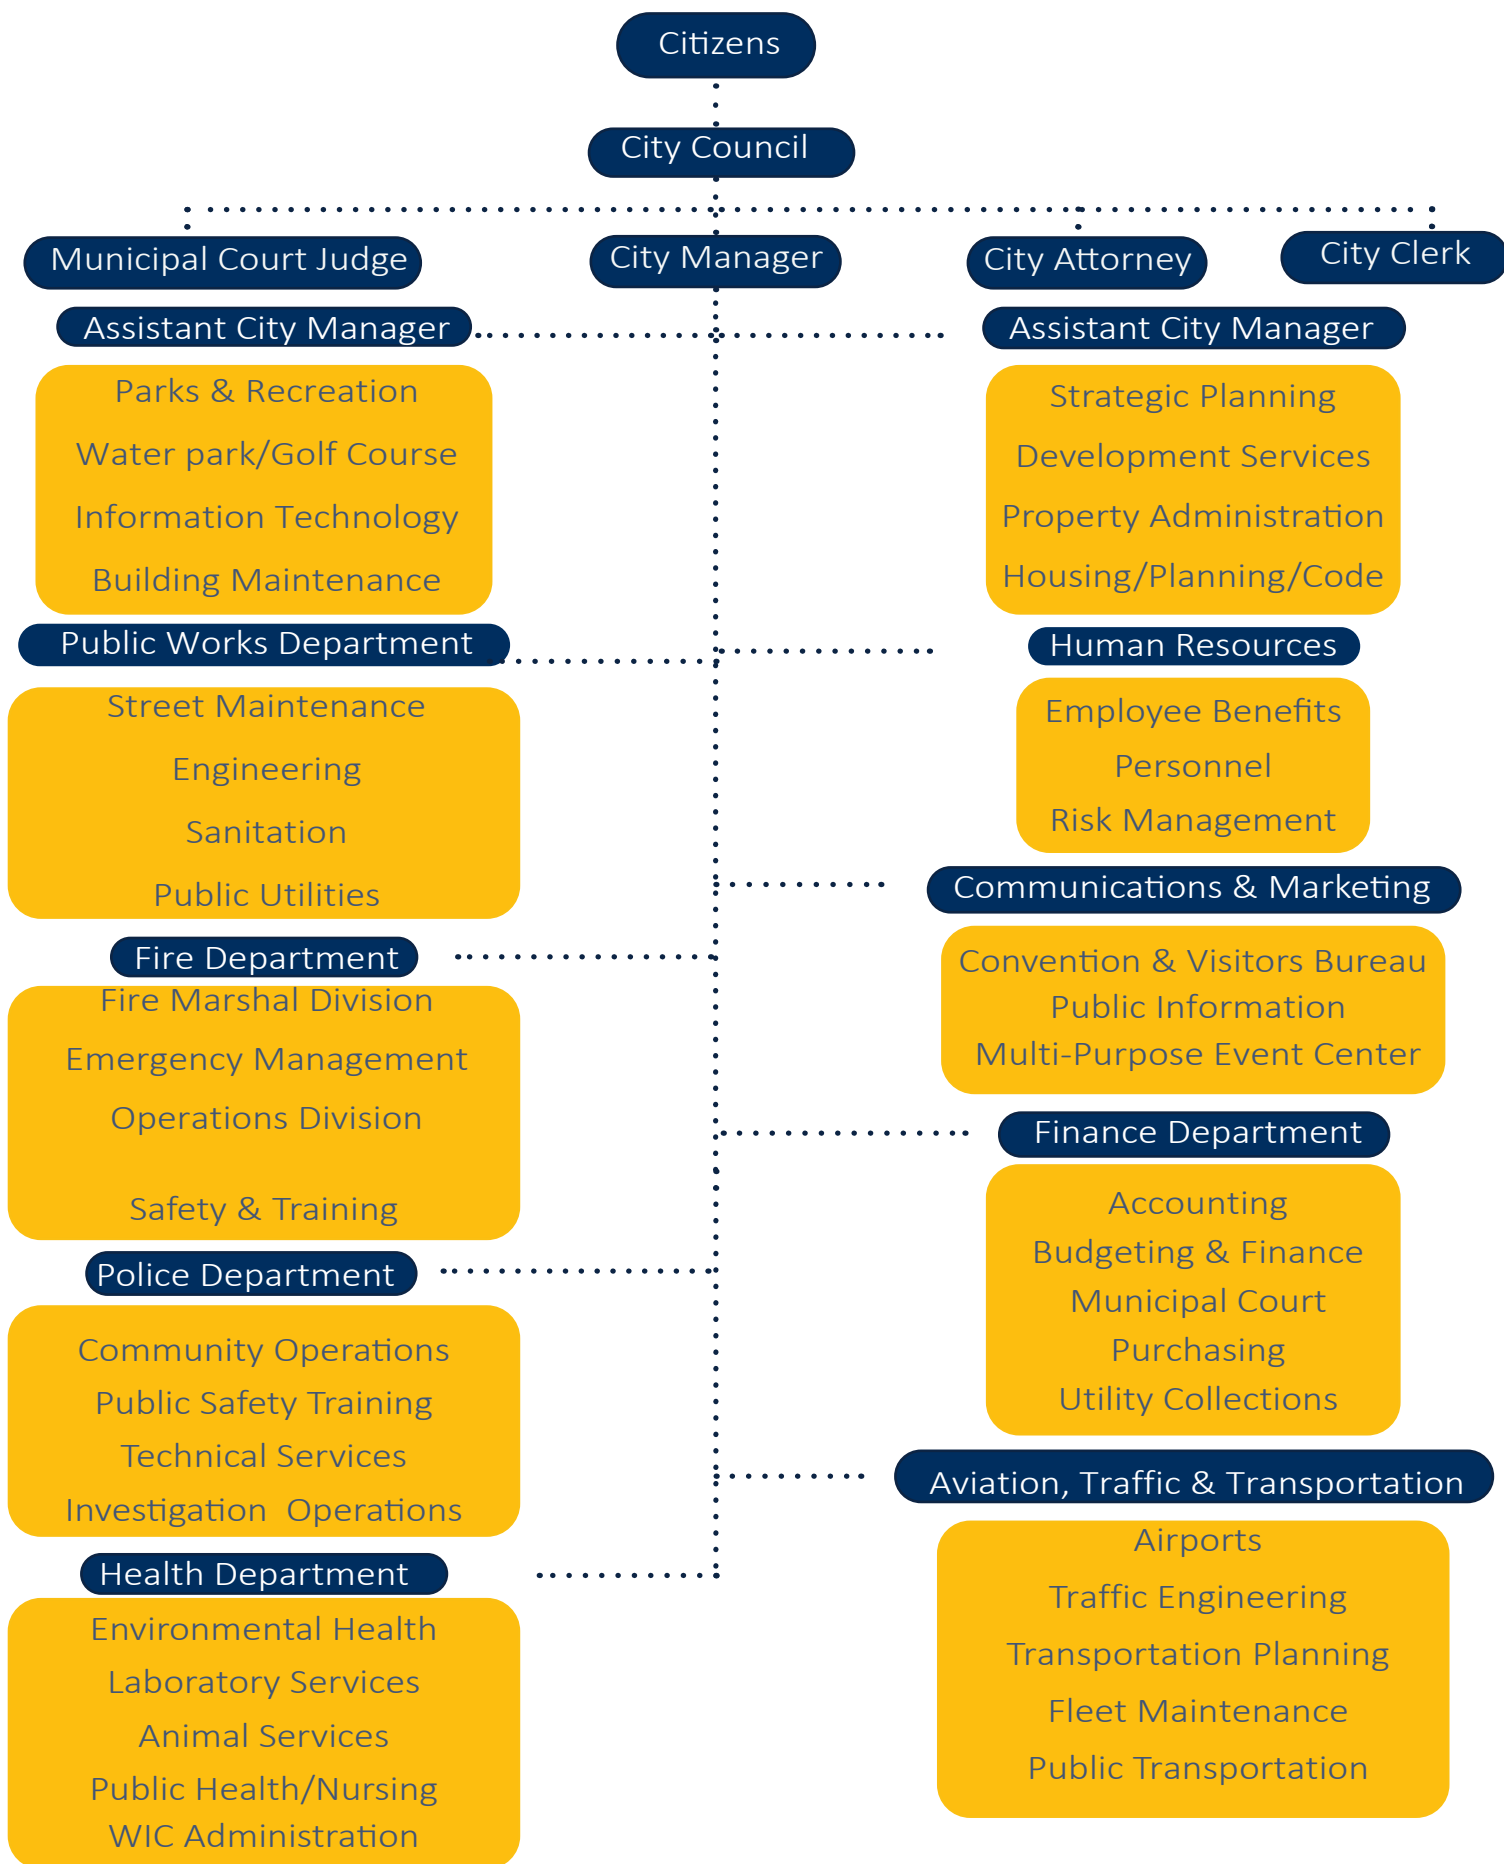 Citizens
City Council
Municipal Court Judge
City Manager
City Attorney
City Clerk
Assistant City Manager
Parks & Recreation
Water park/Golf Course
Information Technology
Building Maintenance
Public Works Department
Street Maintenance
Engineering
Sanitation
Public Utilities
Fire Department
Fire Marshal Division
Emergency Management
Operations Division
Safety & Training
Police Department
Community Operations
Public Safety Training
Technical Services
Investigation  Operations
Health Department
Environmental Health
Laboratory Services
Animal Services
Public Health/Nursing
WIC Administration
Assistant City Manager
Strategic Planning
Development Services
Property Administration
Housing/Planning/Code
Human Resources
Employee Benefits
Personnel
Risk Management
Communications & Marketing
Convention & Visitors Bureau
Public Information
Multi-Purpose Event Center
Finance Department
Accounting
Budgeting & Finance
Municipal Court
Purchasing
Utility Collections
Aviation, Traffic & Transportation
Airports
Traffic Engineering
Transportation Planning
Fleet Maintenance
Public Transportation